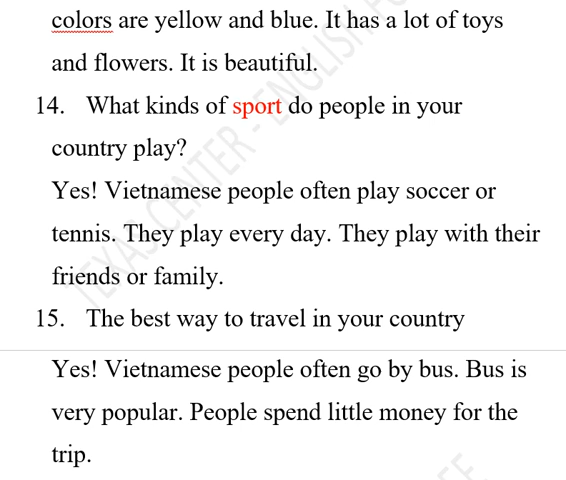 colors are yellow and blue. It has a lot of toys
and flowers. It is beautiful.
14. What kinds of sport do people in your
country play?
Yes! Vietnamese people often play soccer or
tennis. They play every day. They play with their
friends or family.
15. The best way to travel in your country
Yes! Vietnamese people often go by bus. Bus is
very popular. People spend little money for the
trip.
TEXAS CENTER - ENGLISH